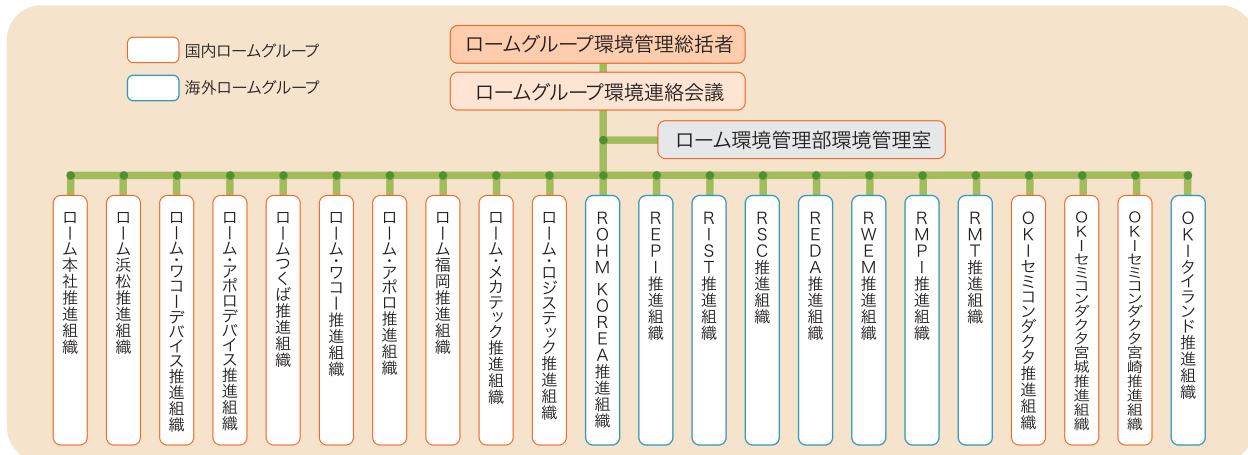 国内ロームグループ
海外ロームグループ
ロームグループ環境管理総括者
ロームグループ環境連絡会議
ローム環境管理部環境管理室
ローム本社推進組織
ローム浜松推進組織
ローム・ワコーデバイス推進組織
ローム・アポロデバイス推進組織
ロームつくば推進組織
ローム・ワコー推進組織
ローム・アポロ推進組織
ローム福岡推進組織
ローム・メカテック推進組織
ローム・ロジステック推進組織
ROHM KOREA推進組織
REPI推進組織
RIST推進組織
RSC推進組織
REDA推進組織
RWEM推進組織
RMPI推進組織
RMT推進組織
OKIセミコンダクタ推進組織
OKIセミコンダクタ宮城推進組織
OKIセミコンダクタ宮崎推進組織
OKIタイランド推進組織